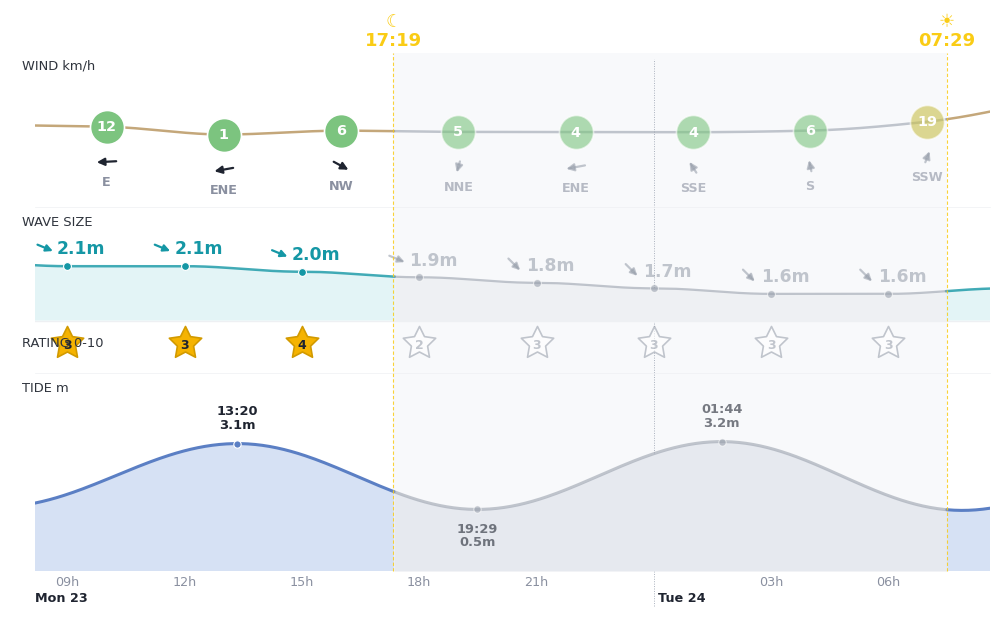 17:19 07:29
WIND km/h
12 1 6 5 4 4 6 19
E ENE NW NNE ENE SSE S SSW
WAVE SIZE
2.1m 2.1m 2.0m 1.9m 1.8m 1.7m 1.6m 1.6m
RATING 0-10
3 3 4 2 3 3 3 3
TIDE m
13:20 01:44
3.1m 3.2m
19:29
0.5m
09h 12h 15h 18h 21h 03h 06h
Mon 23 Tue 24